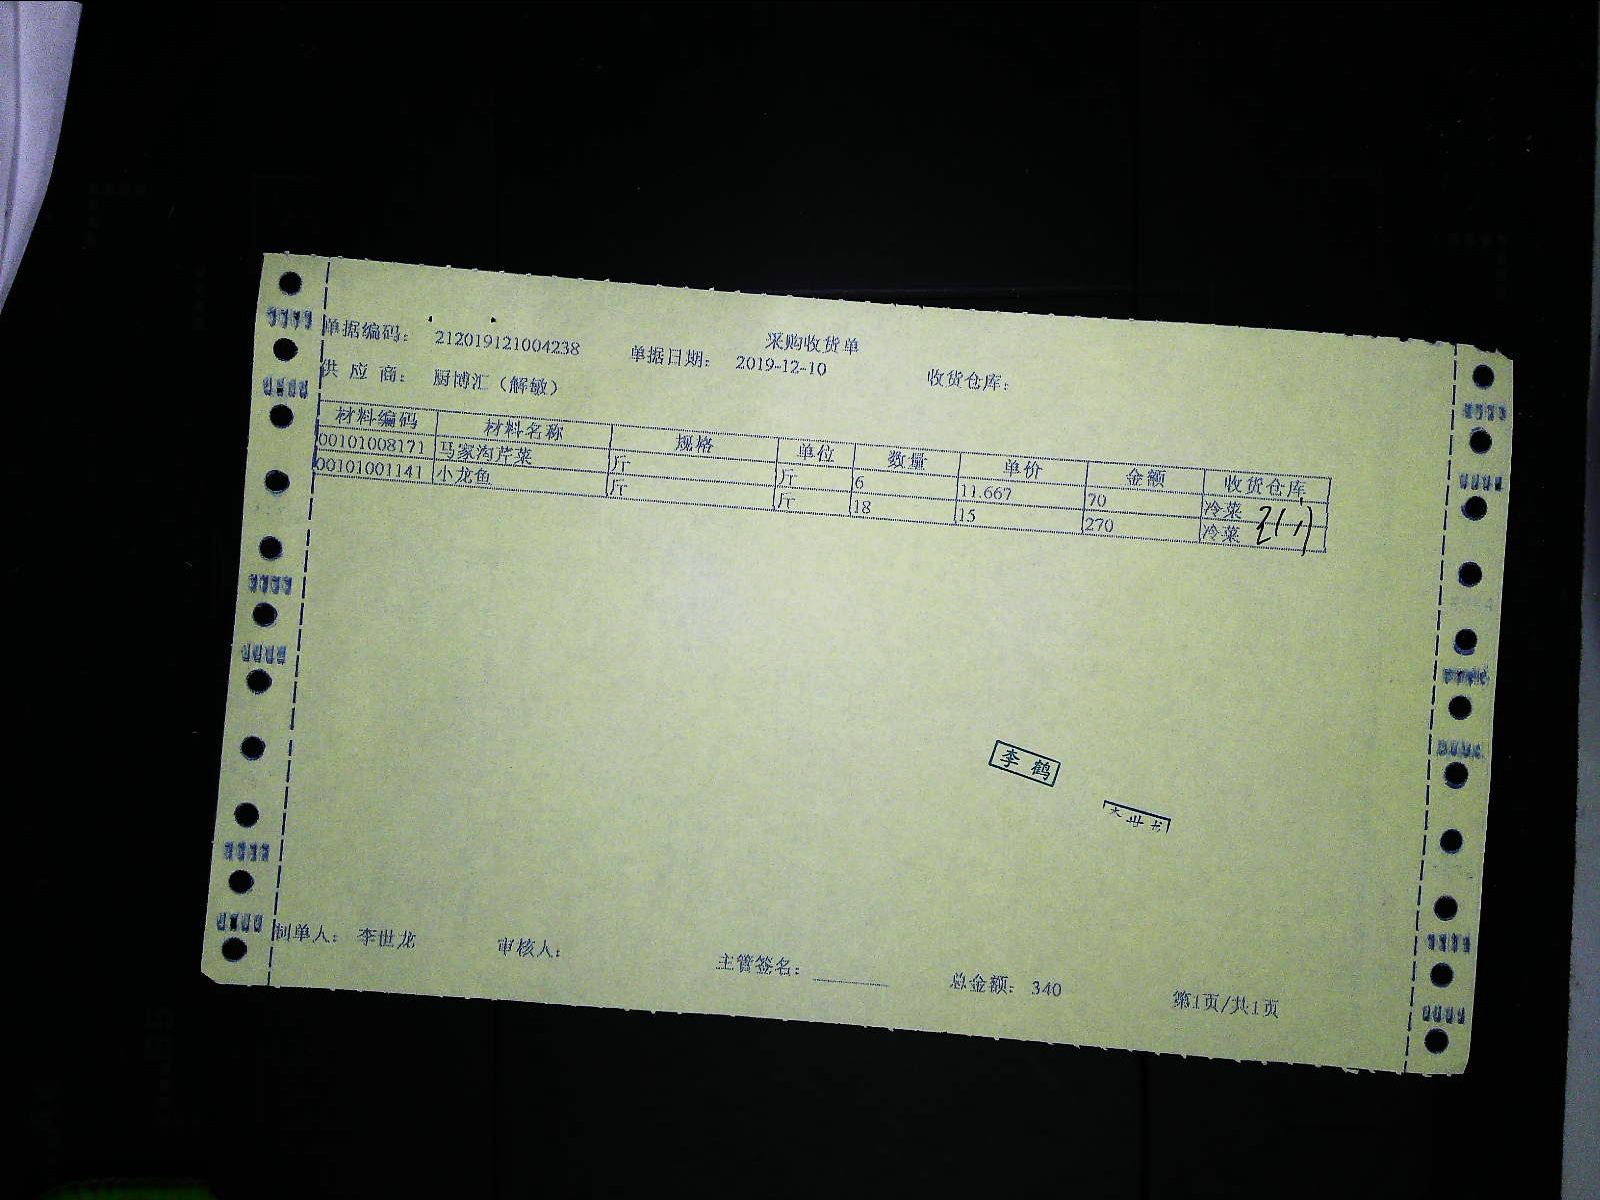 采购收货单
单据编码: 212019121004238 单据日期: 2019-12-10 收货仓库:
供应商: 厨博汇(解敏)
材料编码 材料名称 规格 单位 数量 单价 金额 收货仓库
00101008171 马家沟芹菜 斤 斤 6 11.667 70 冷菜
00101001141 小龙鱼 斤 斤 18 15 270 冷菜
李鹤
制单人: 李世龙 审核人: 主管签名: 总金额: 340 第1页/共1页